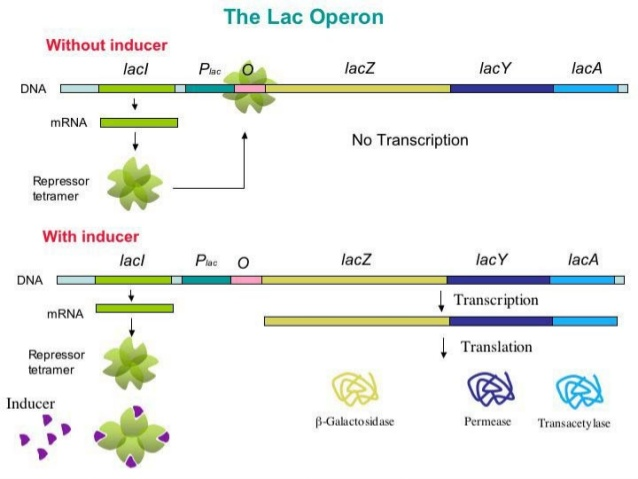 The Lac Operon
Without inducer
lacI Plac O lacZ lacY lacA
DNA
mRNA
No Transcription
Repressor
tetramer
With inducer
lacI Plac O lacZ lacY lacA
DNA
Transcription
mRNA
Translation
Repressor
tetramer
Inducer
β-Galactosidase Permease Transacetylase